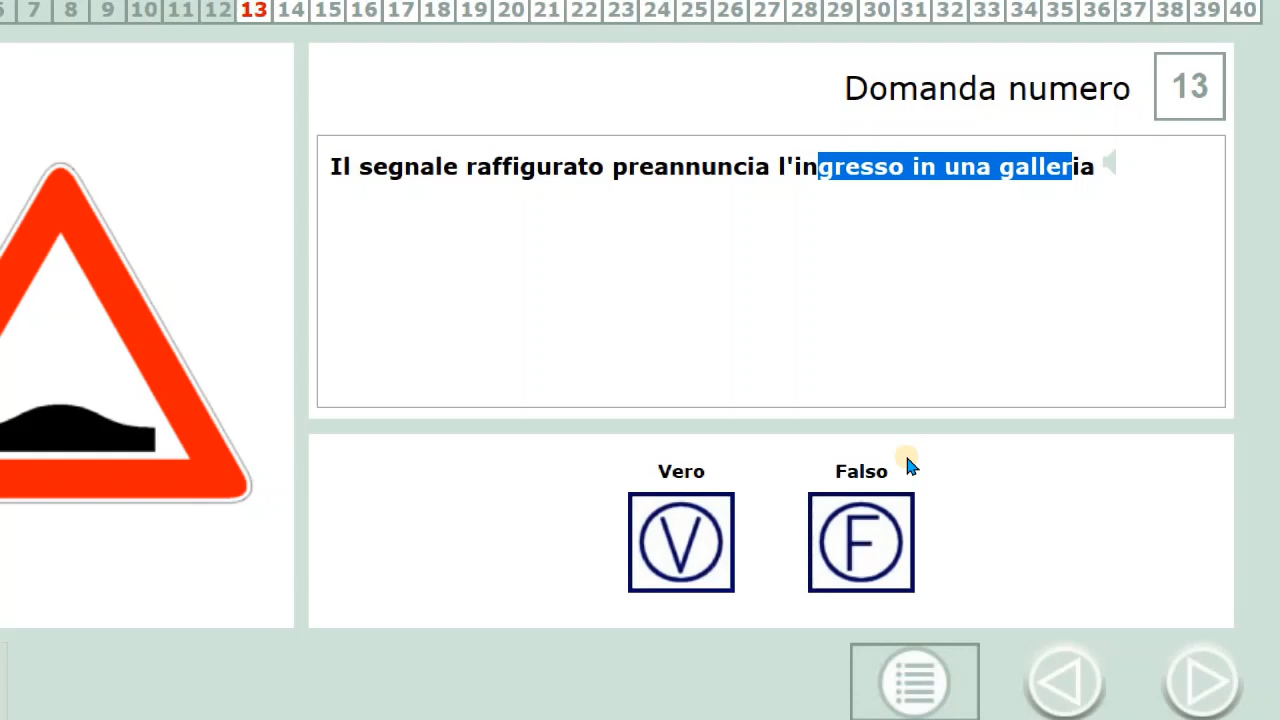 6 7 8 9 10 11 12 13 14 15 16 17 18 19 20 21 22 23 24 25 26 27 28 29 30 31 32 33 34 35 36 37 38 39 40
Domanda numero 13
Il segnale raffigurato preannuncia l'ingresso in una galleria
Vero Falso
V F